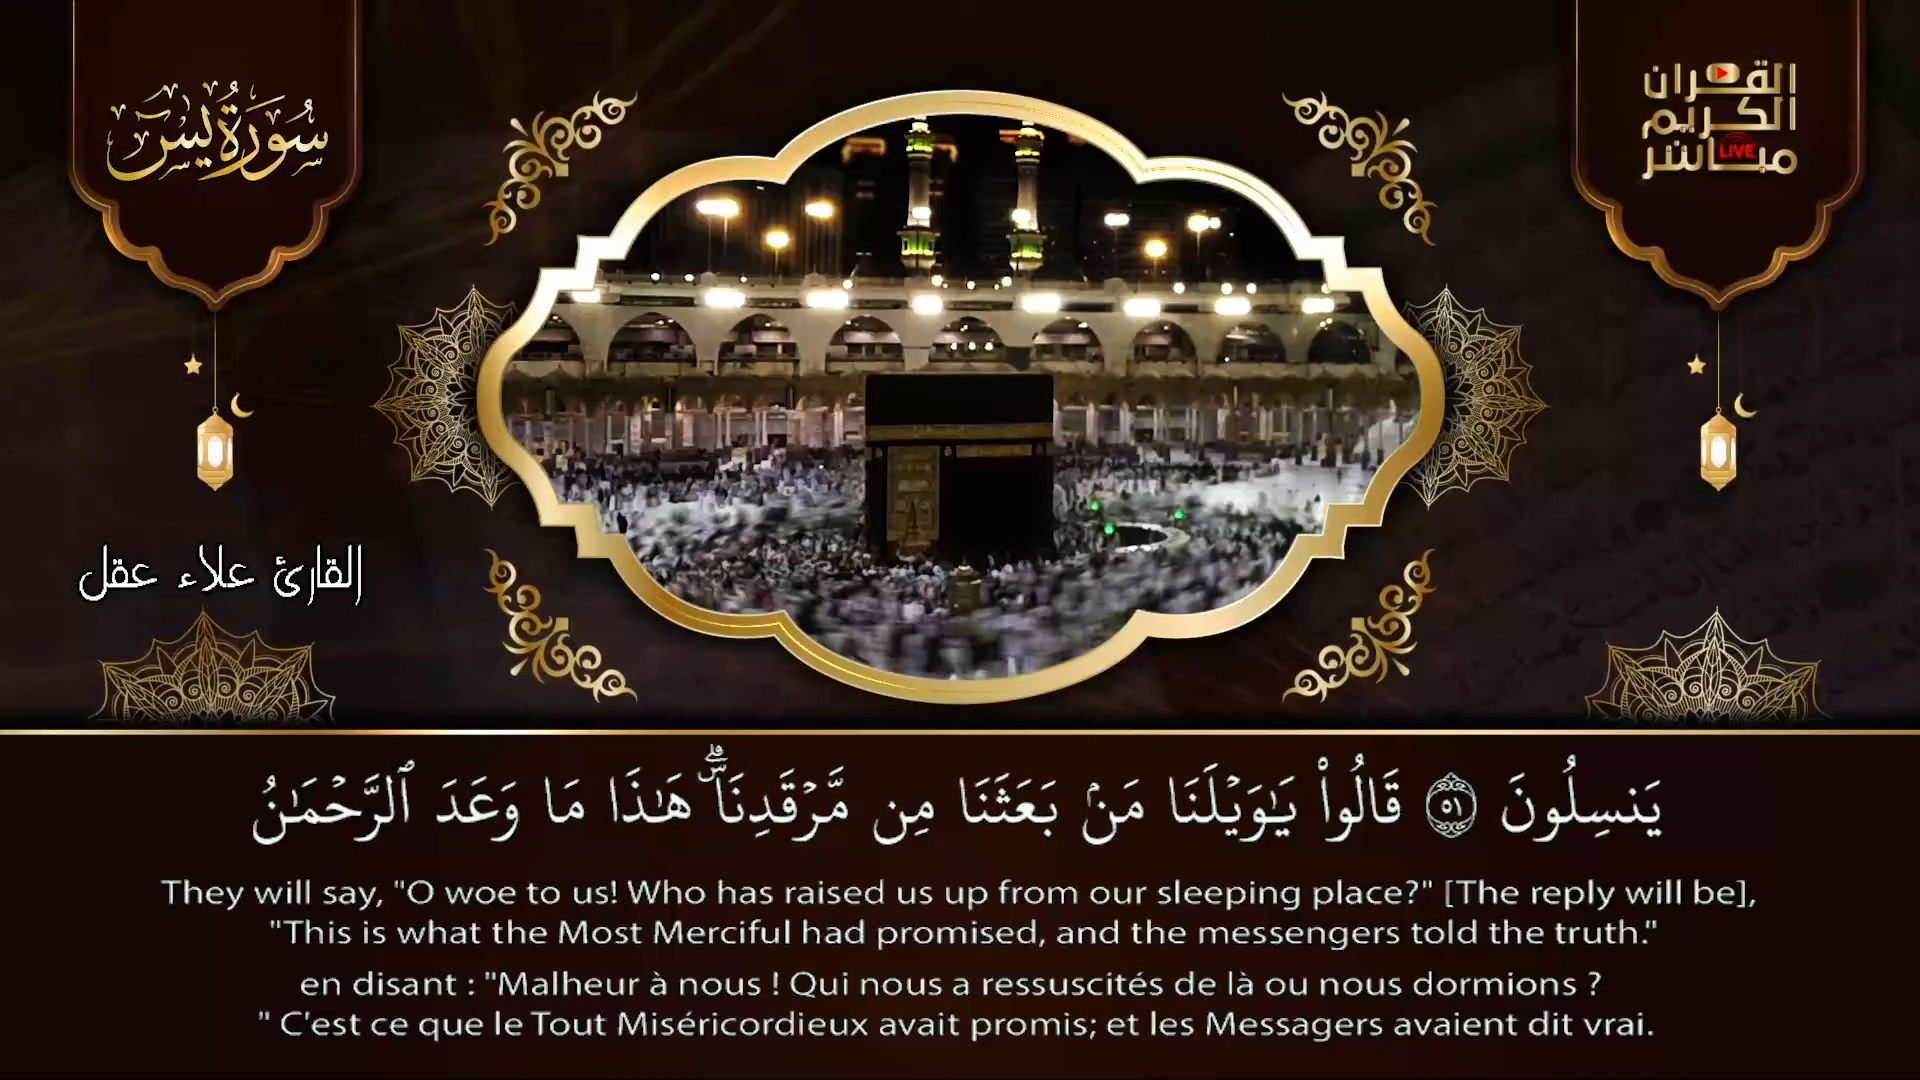 سُورَةُ يس
القرآن
الكريم
مباشر
LIVE
القارئ علاء عقل
يَنسِلُونَ ۝٥١ قَالُوا۟ يَـٰوَيْلَنَا مَنۢ بَعَثَنَا مِن مَّرْقَدِنَا ۜ ۗ هَـٰذَا مَا وَعَدَ ٱلرَّحْمَـٰنُ
They will say, "O woe to us! Who has raised us up from our sleeping place?" [The reply will be],
"This is what the Most Merciful had promised, and the messengers told the truth."
en disant : "Malheur à nous ! Qui nous a ressuscités de là ou nous dormions ?
" C'est ce que le Tout Miséricordieux avait promis; et les Messagers avaient dit vrai.